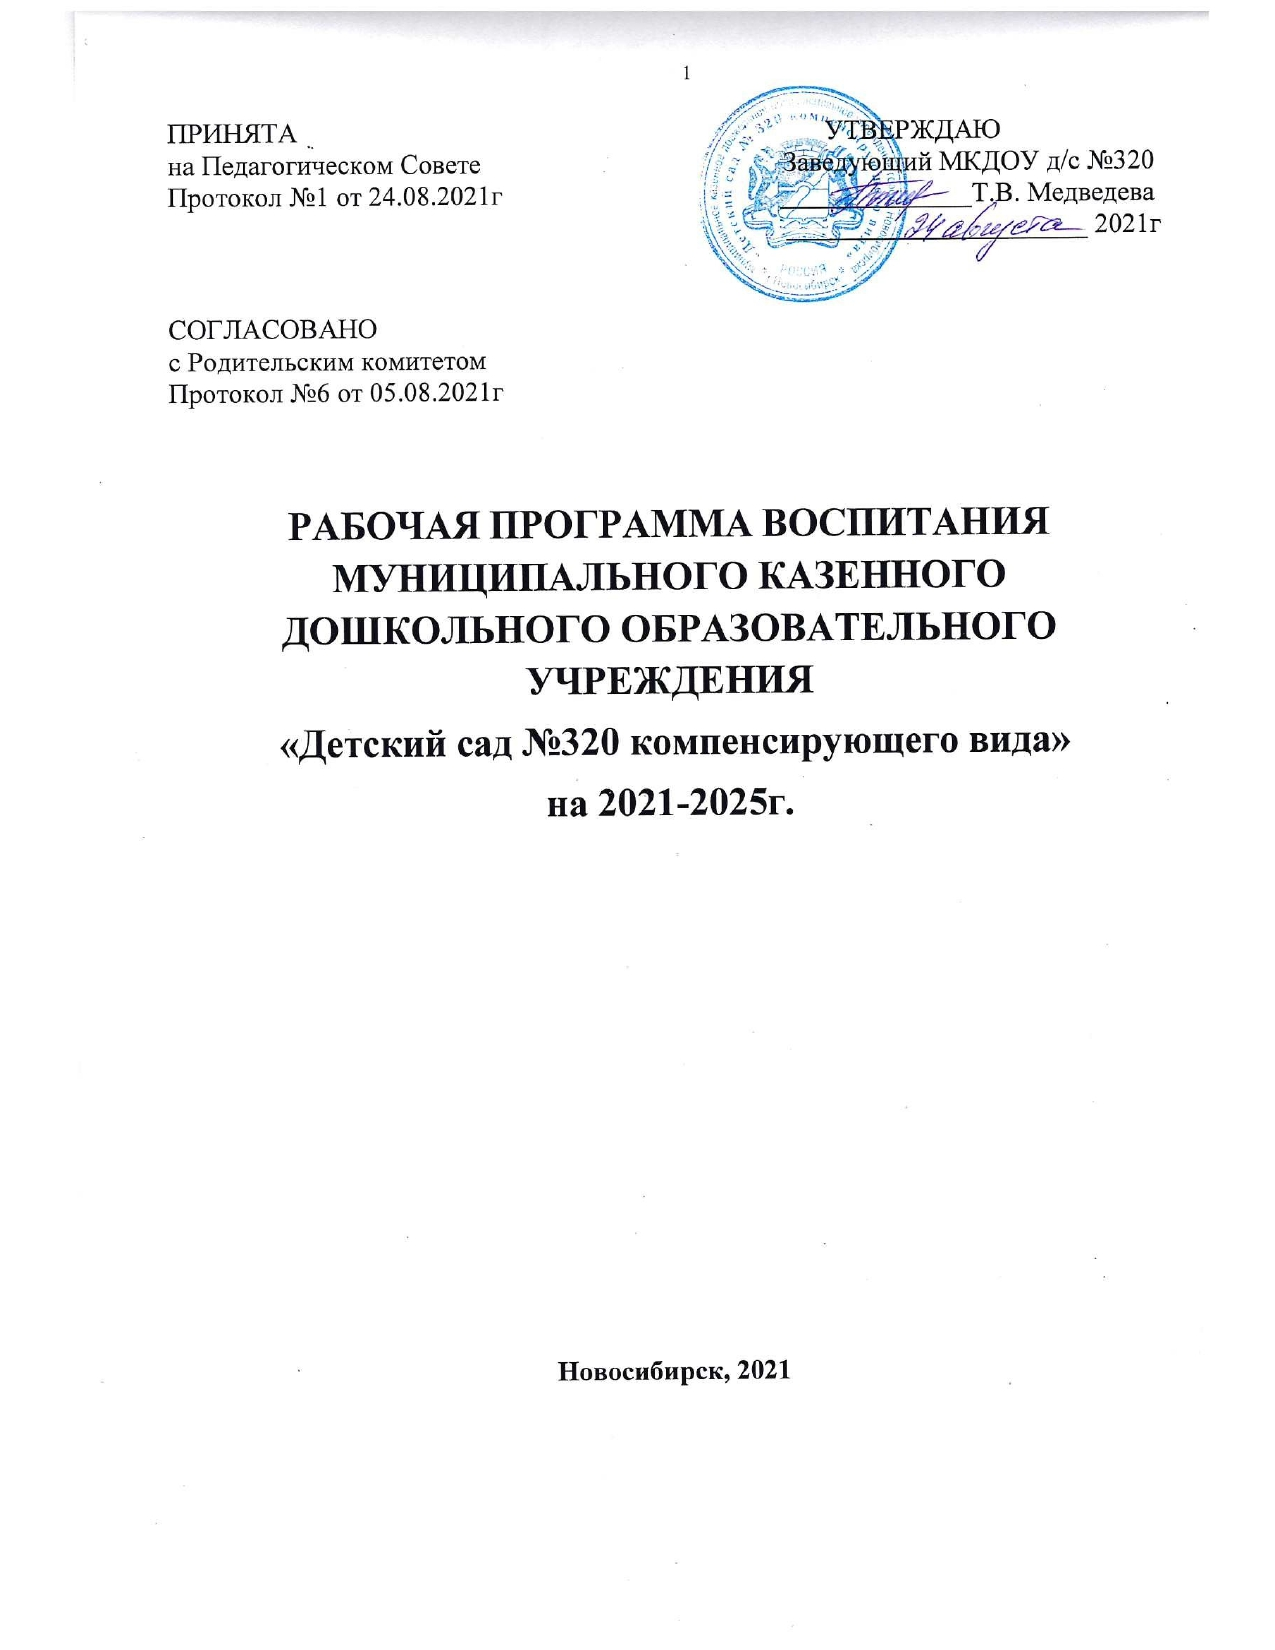 1
ПРИНЯТА
на Педагогическом Совете
Протокол №1 от 24.08.2021г
УТВЕРЖДАЮ
Заведующий МКДОУ д/с №320
Т.В. Медведева
24 августа 2021г
СОГЛАСОВАНО
с Родительским комитетом
Протокол №6 от 05.08.2021г
РАБОЧАЯ ПРОГРАММА ВОСПИТАНИЯ
МУНИЦИПАЛЬНОГО КАЗЕННОГО
ДОШКОЛЬНОГО ОБРАЗОВАТЕЛЬНОГО
УЧРЕЖДЕНИЯ
«Детский сад №320 компенсирующего вида»
на 2021-2025г.
Новосибирск, 2021